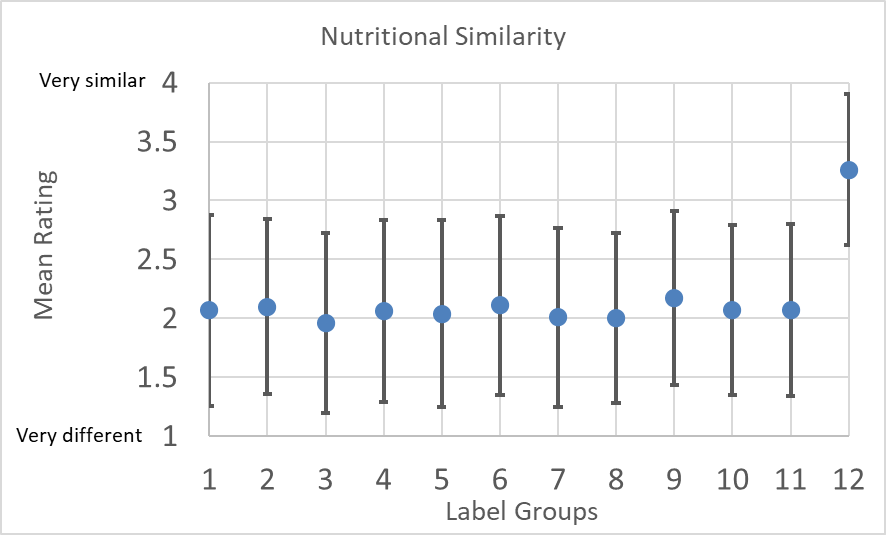 Nutritional Similarity
Very similar 4
3.5
3
2.5
2
1.5
Very different 1
Mean Rating
1 2 3 4 5 6 7 8 9 10 11 12
Label Groups